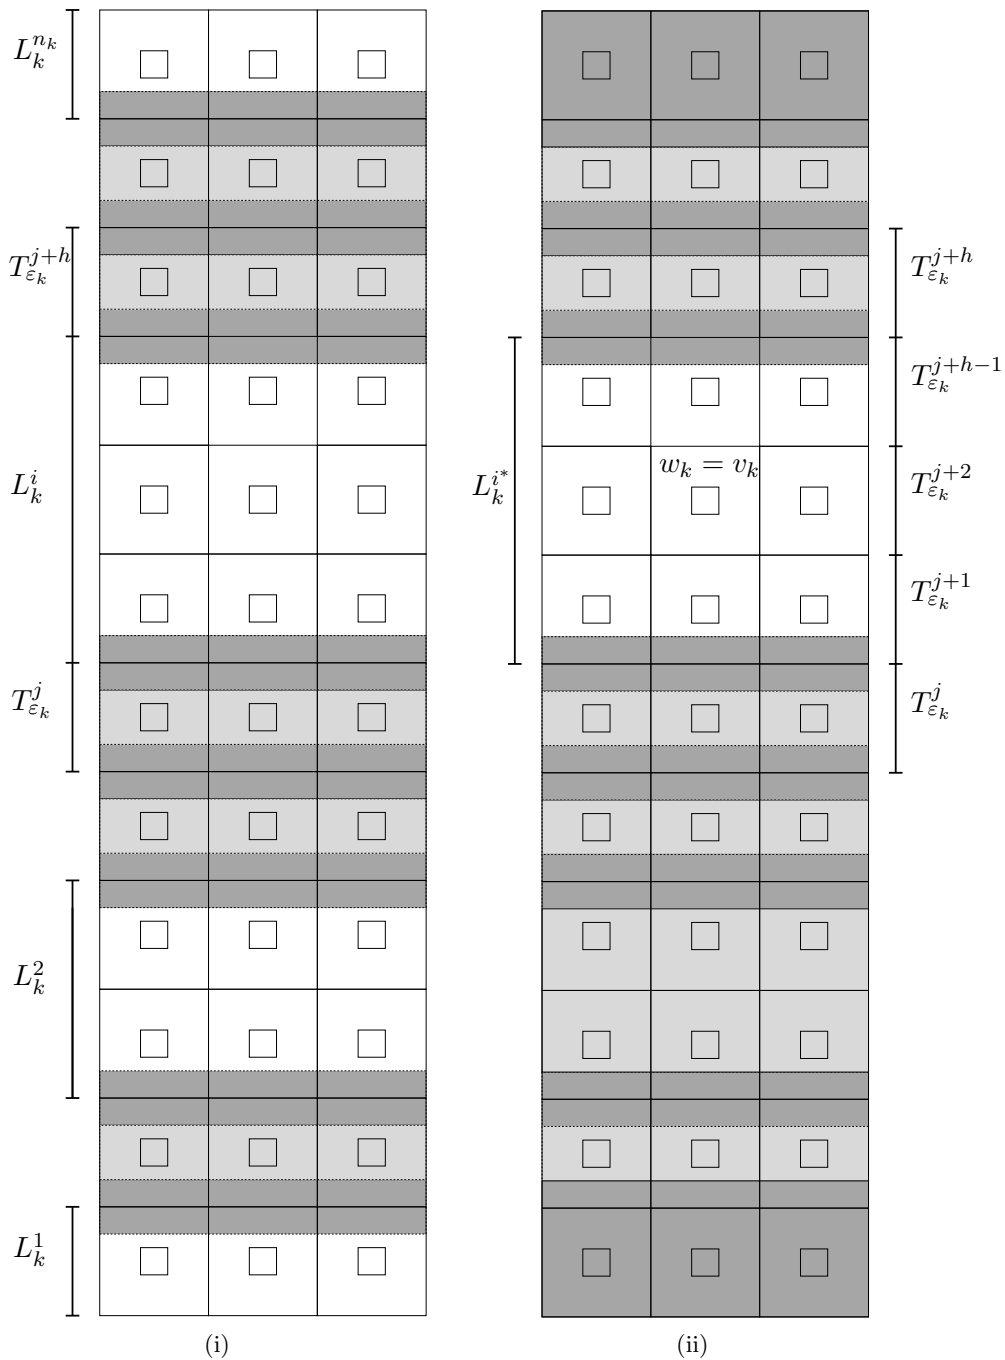 L_k^{n_k}
T_{ε_k}^{j+h}
L_k^i
T_{ε_k}^j
L_k^2
L_k^1
(i)
w_k = v_k
L_k^{i*}
T_{ε_k}^{j+h}
T_{ε_k}^{j+h-1}
T_{ε_k}^{j+2}
T_{ε_k}^{j+1}
T_{ε_k}^j
(ii)